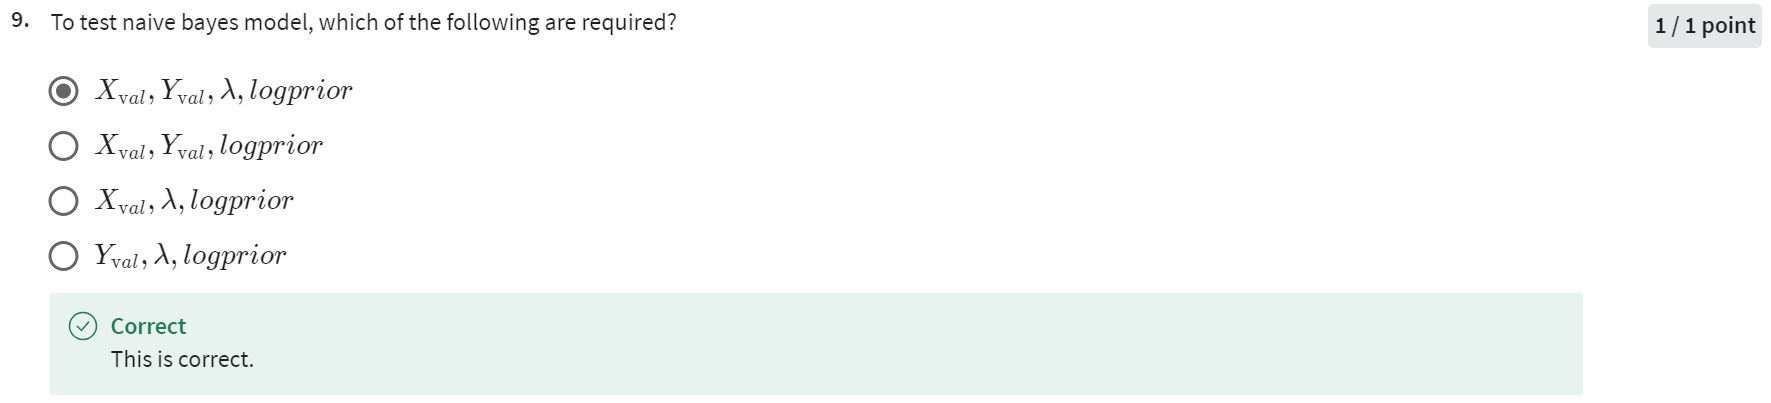 9. To test naive bayes model, which of the following are required?
1 / 1 point
X_val, Y_val, λ, logprior
X_val, Y_val, logprior
X_val, λ, logprior
Y_val, λ, logprior
Correct
This is correct.